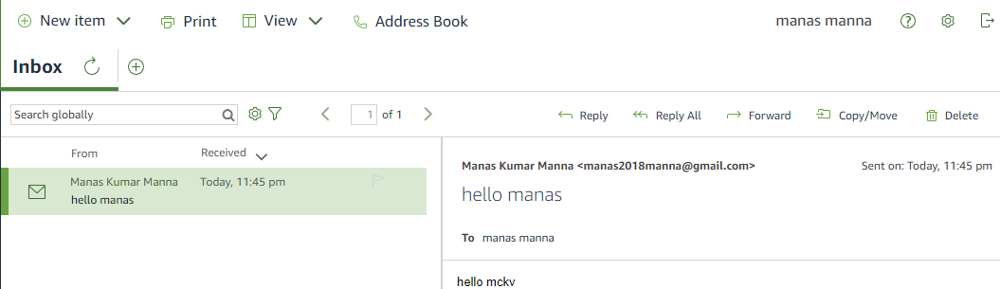 New item Print View Address Book manas manna
Inbox
Search globally 1 of 1 Reply Reply All Forward Copy/Move Delete
From Received
Manas Kumar Manna Today, 11:45 pm
hello manas
Manas Kumar Manna <manas2018manna@gmail.com> Sent on: Today, 11:45 pm
hello manas
To manas manna
hello mckv